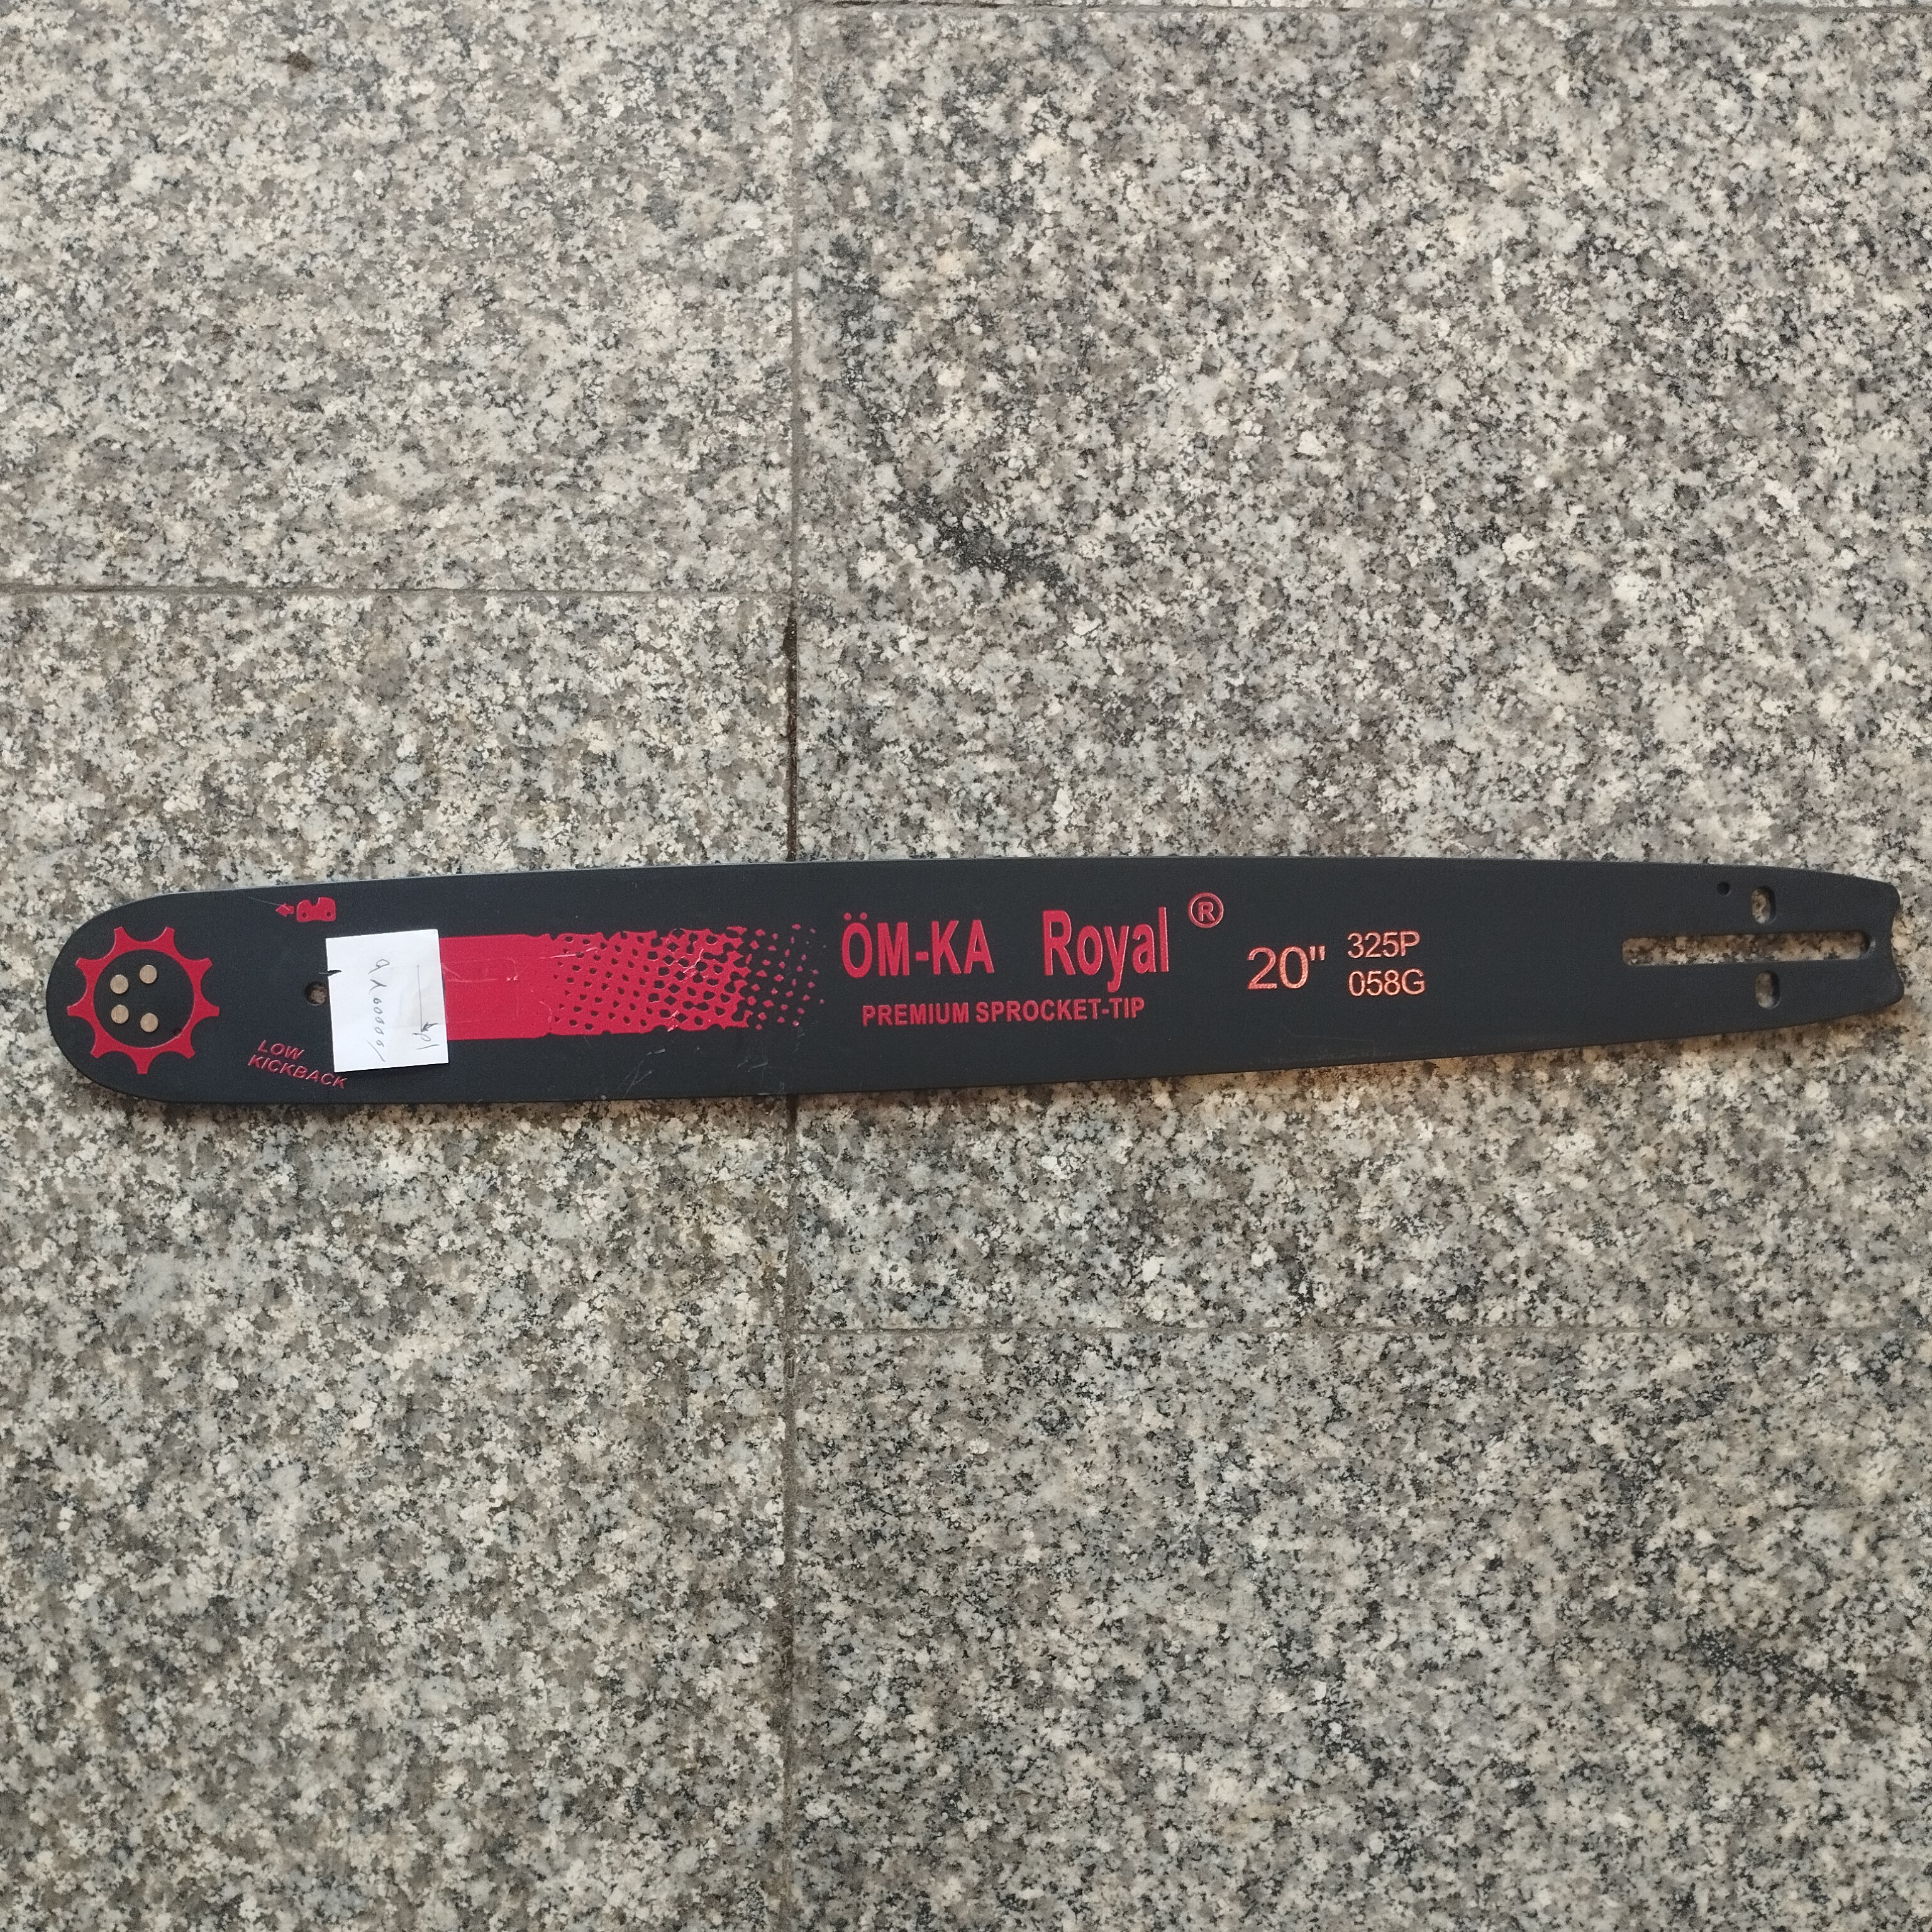 ÖM-KA Royal ®
PREMIUM SPROCKET-TIP
20" 325P
058G
LOW
KICKBACK